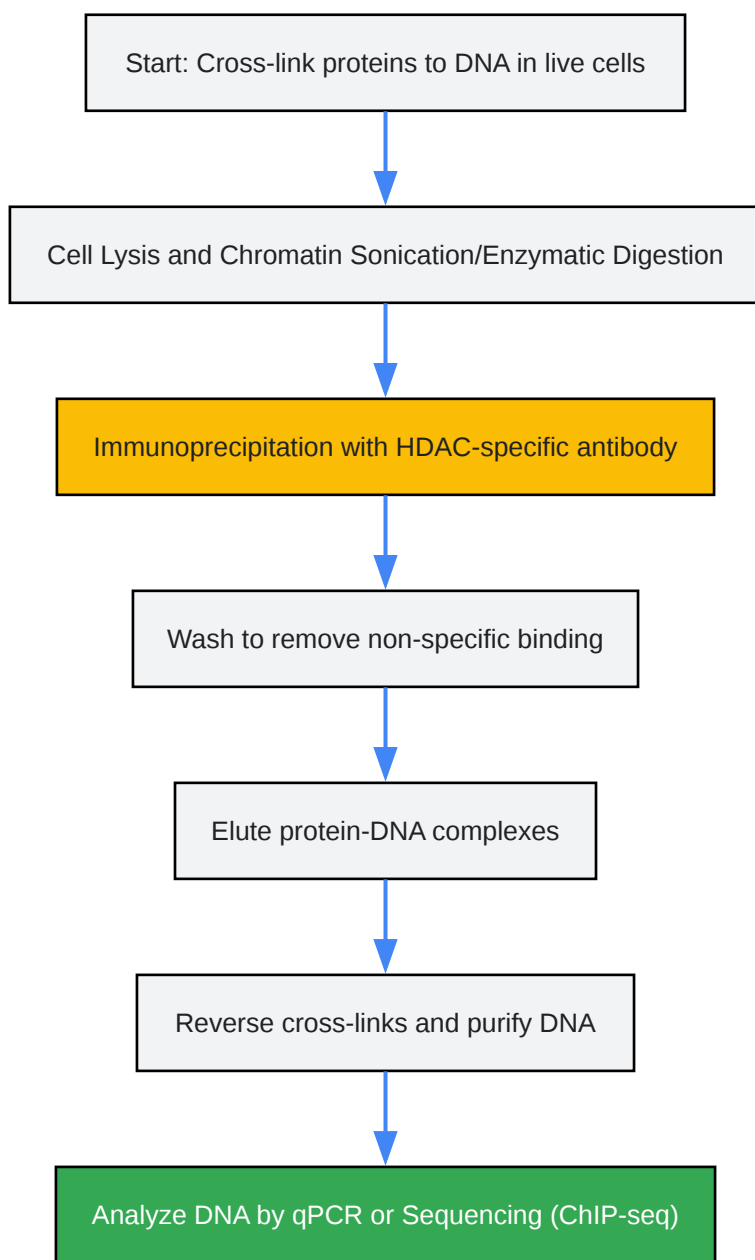 Start: Cross-link proteins to DNA in live cells
Cell Lysis and Chromatin Sonication/Enzymatic Digestion
Immunoprecipitation with HDAC-specific antibody
Wash to remove non-specific binding
Elute protein-DNA complexes
Reverse cross-links and purify DNA
Analyze DNA by qPCR or Sequencing (ChIP-seq)